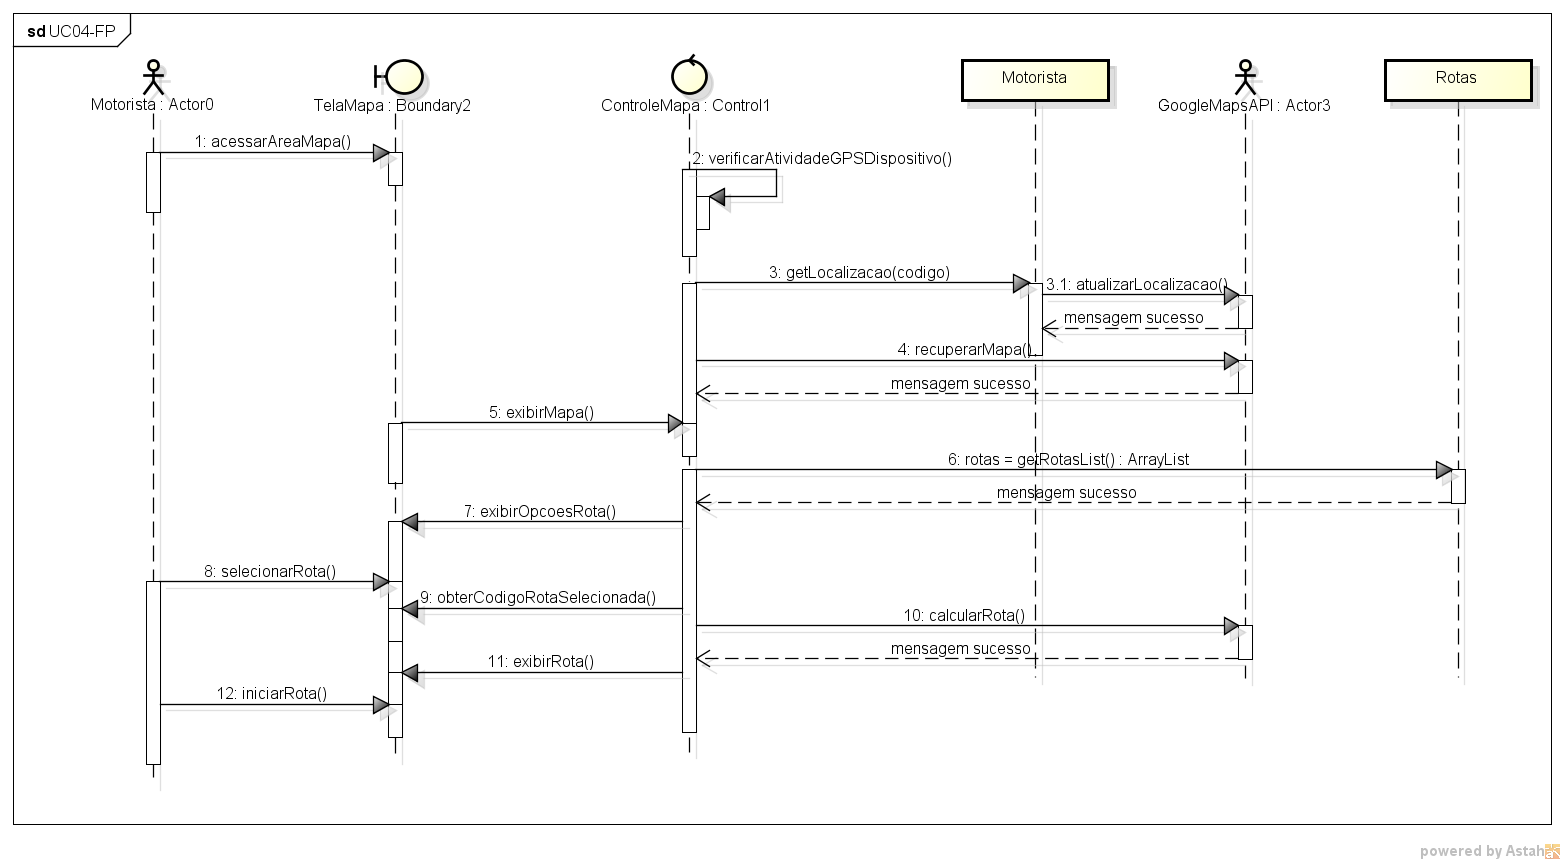 sd UC04-FP
Motorista : Actor0
TelaMapa : Boundary2
ControleMapa : Control1
Motorista
GoogleMapsAPI : Actor3
Rotas
1: acessarAreaMapa()
2: verificarAtividadeGPSDispositivo()
3: getLocalizacao(codigo)
3.1: atualizarLocalizacao()
mensagem sucesso
4: recuperarMapa()
mensagem sucesso
5: exibirMapa()
6: rotas = getRotasList() : ArrayList
mensagem sucesso
7: exibirOpcoesRota()
8: selecionarRota()
9: obterCodigoRotaSelecionada()
10: calcularRota()
mensagem sucesso
11: exibirRota()
12: iniciarRota()
powered by Astah